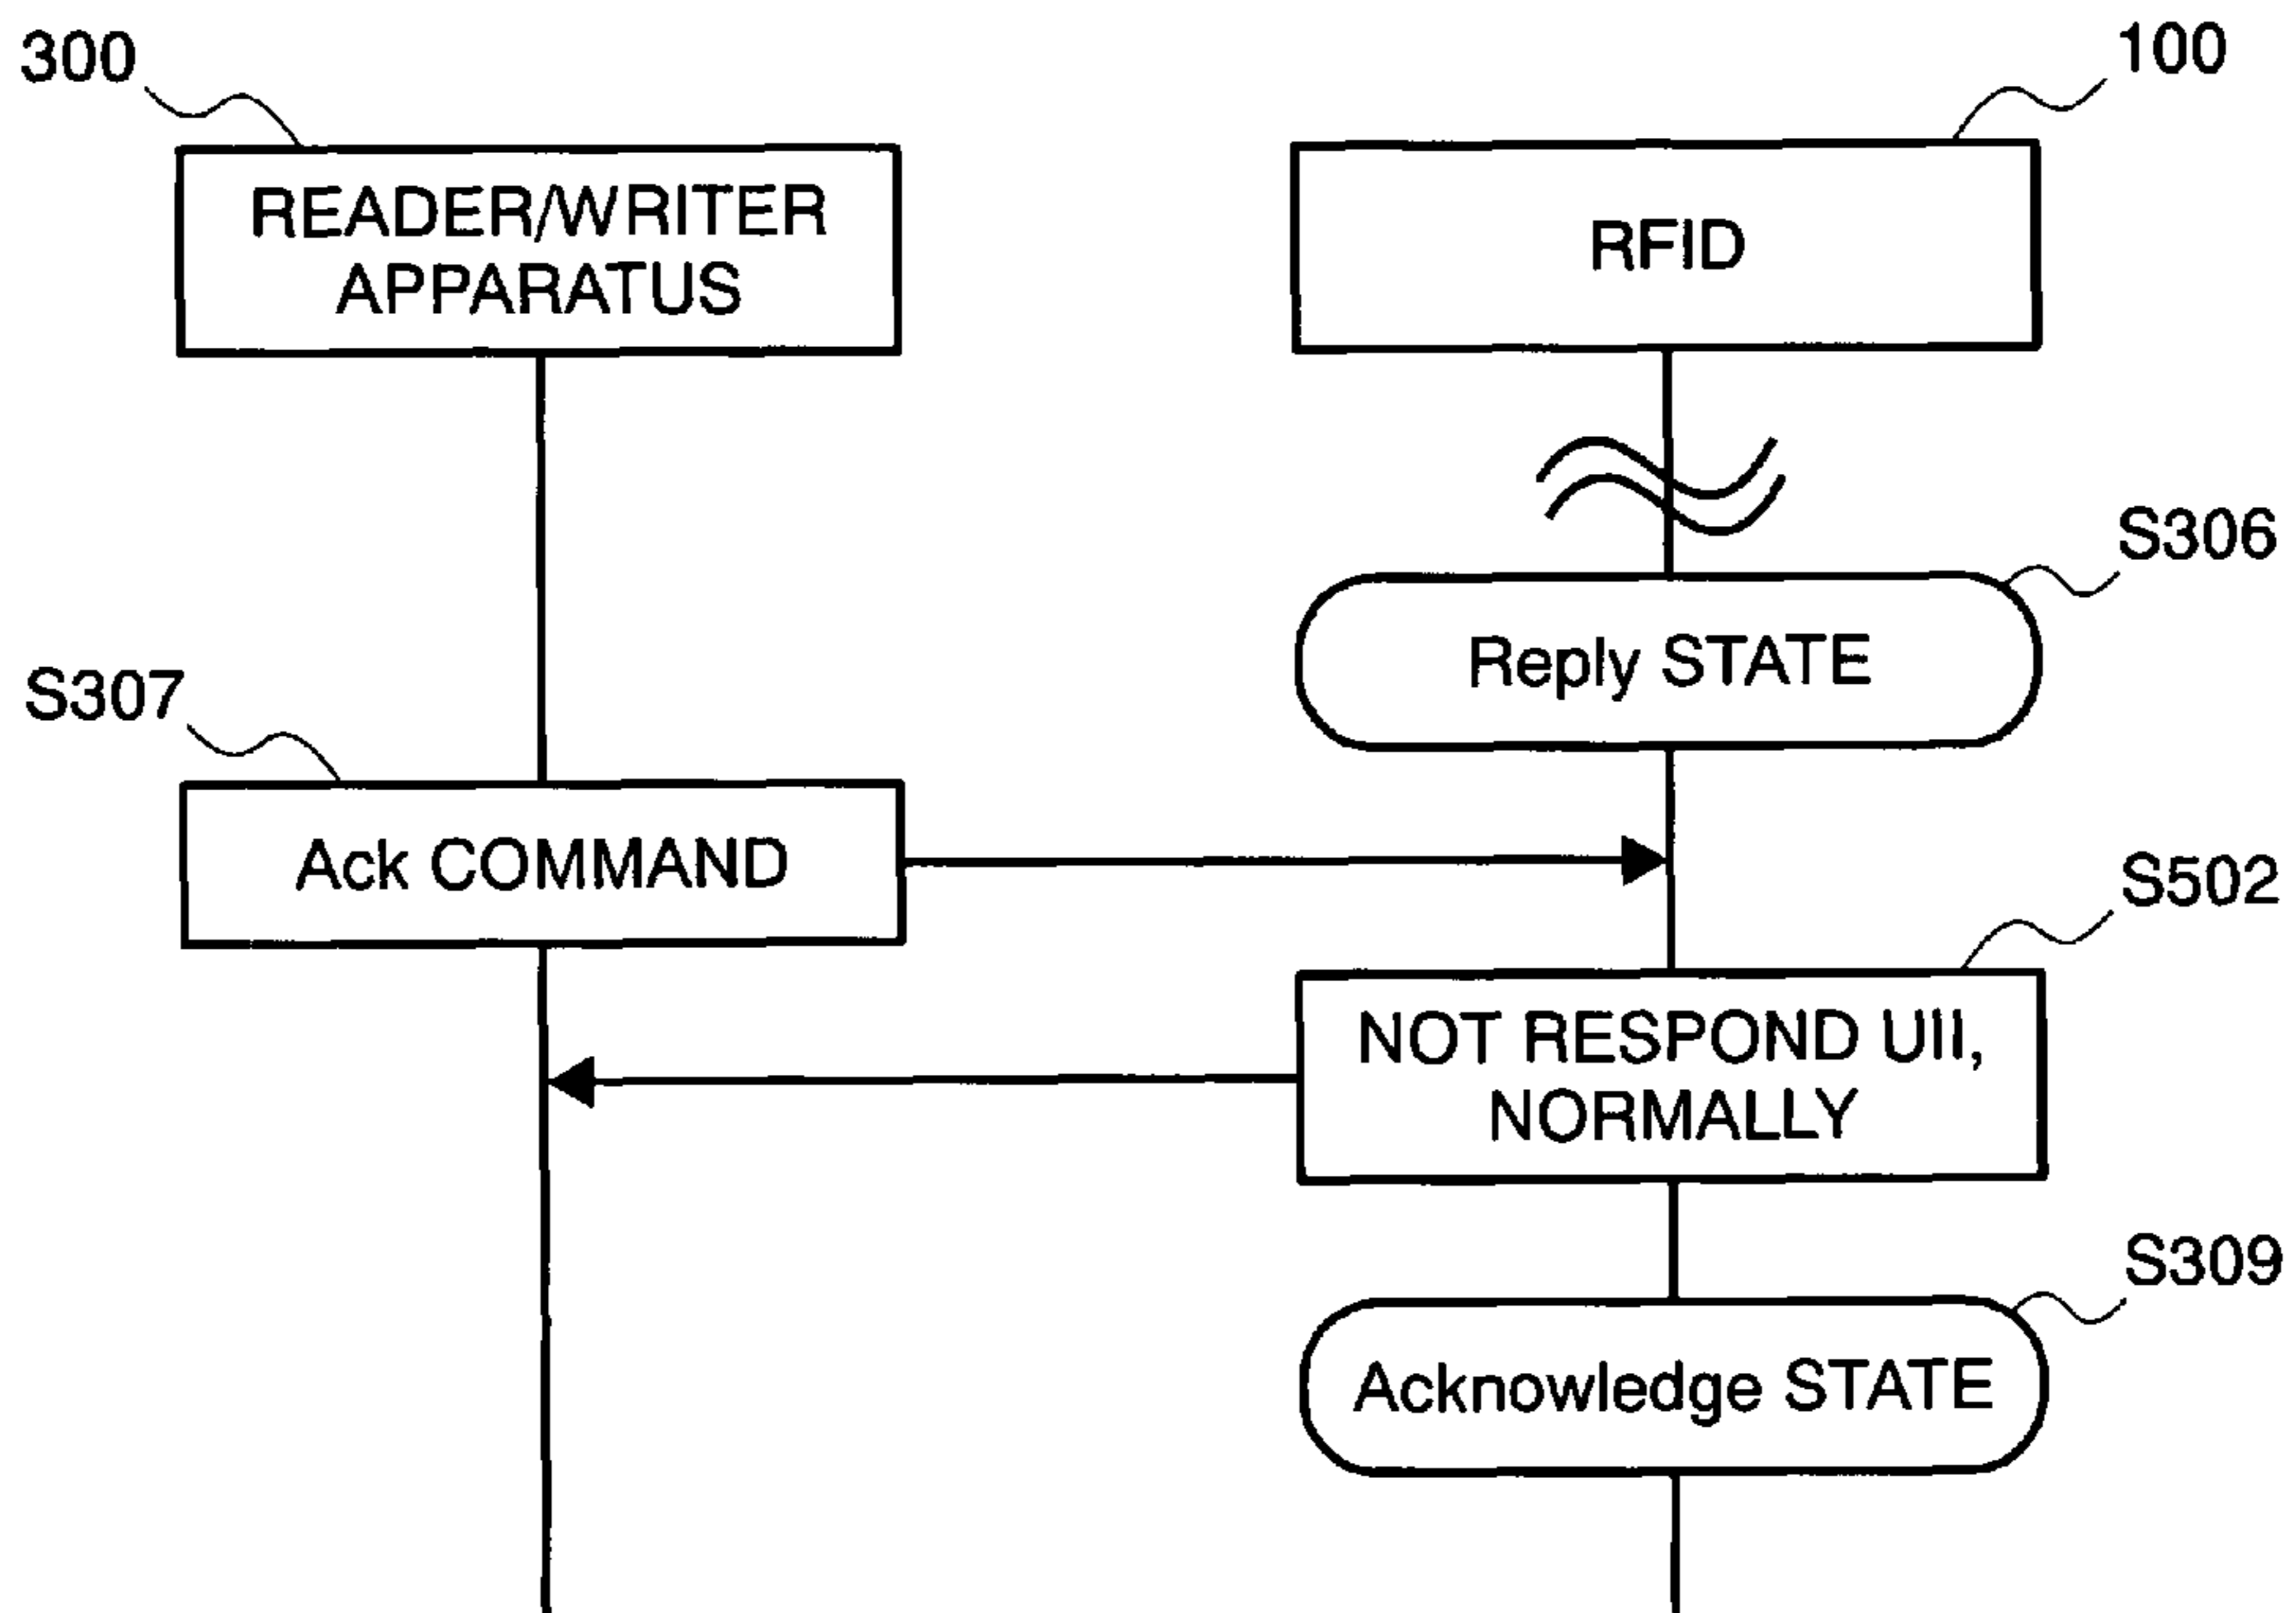 300
100
READER/WRITER
APPARATUS
RFID
S306
Reply STATE
S307
Ack COMMAND
S502
NOT RESPOND UII,
NORMALLY
S309
Acknowledge STATE